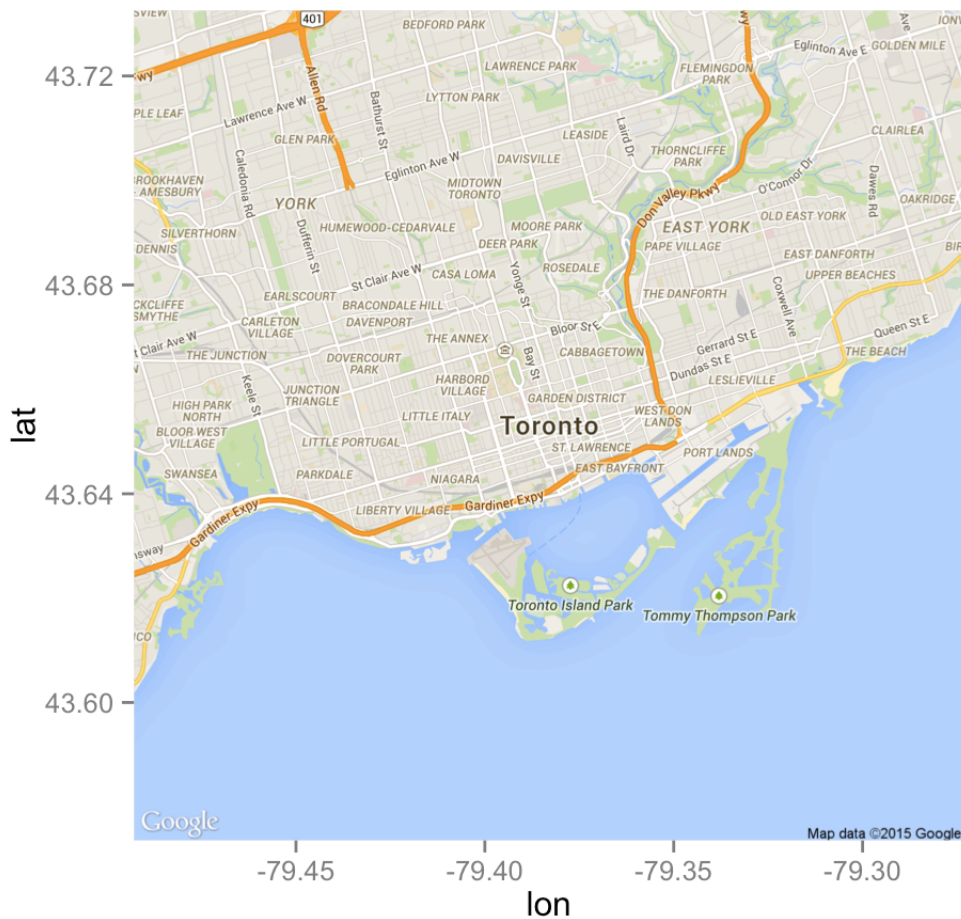 SVIEW
401
BEDFORD PARK
Pkwy
Ave
IONV
Eglinton Ave E
GOLDEN MILE
43.72
wy
Allen Rd
Bathurst St
LAWRENCE PARK
FLEMINGDON
PARK
PLE LEAF
Lawrence Ave W
LYTTON PARK
GLEN PARK
LEASIDE
Laird Dr
CLAIRLEA
Caledonia Rd
Eglinton Ave W
DAVISVILLE
THORNCLIFFE
PARK
O'Connor Dr
Dawes Rd
BROOKHAVEN
AMESBURY
MIDTOWN
TORONTO
Don Valley Pkwy
OAKRIDGE
YORK
Dufferin St
HUMEWOOD-CEDARVALE
MOORE PARK
EAST YORK
OLD EAST YORK
SILVERTHORN
DENNIS
DEER PARK
PAPE VILLAGE
EAST DANFORTH
BIR
43.68
St Clair Ave W
CASA LOMA
Yonge St
ROSEDALE
UPPER BEACHES
EARLSCOURT
THE DANFORTH
Coxwell Ave
CKCLIFFE
SMYTHE
BRACONDALE HILL
CARLETON
VILLAGE
DAVENPORT
Bloor St E
Queen St E
t Clair Ave W
THE ANNEX
Gerrard St E
THE JUNCTION
DOVERCOURT
PARK
Bay St
CABBAGETOWN
Dundas St E
THE BEACH
Keele St
JUNCTION
TRIANGLE
HARBORD
VILLAGE
LESLIEVILLE
HIGH PARK
NORTH
LITTLE ITALY
GARDEN DISTRICT
WEST DON
LANDS
BLOOR WEST
VILLAGE
LITTLE PORTUGAL
Toronto
ST. LAWRENCE
PORT LANDS
SWANSEA
PARKDALE
NIAGARA
EAST BAYFRONT
43.64
Gardiner Expy
LIBERTY VILLAGE
Gardiner Expy
nsway
Toronto Island Park
Tommy Thompson Park
ICO
43.60
Google
Map data ©2015 Google
-79.45
-79.40
-79.35
-79.30
lat
lon